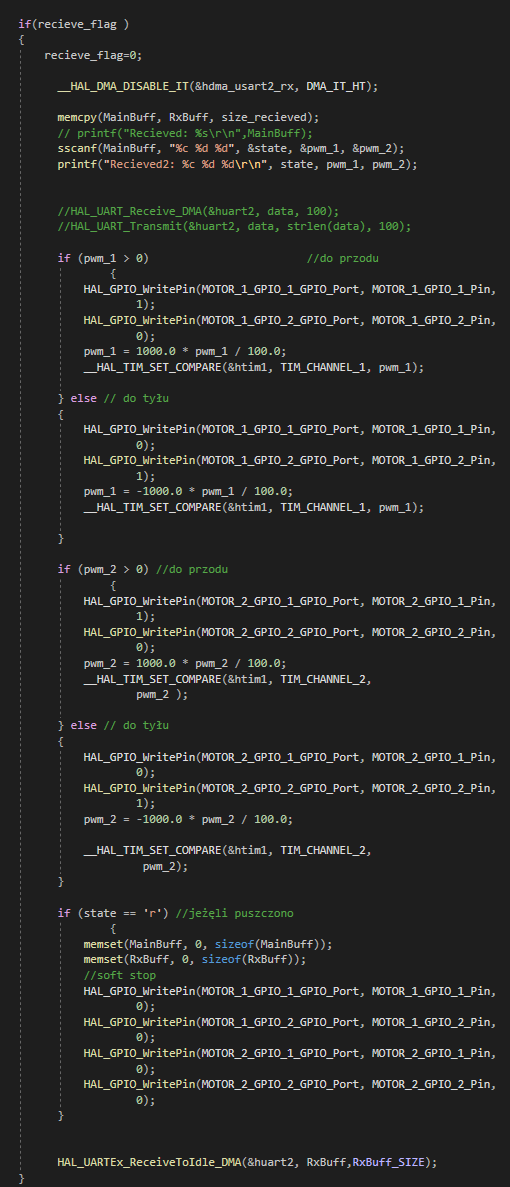 if(recieve_flag )
{
recieve_flag=0;
__HAL_DMA_DISABLE_IT(&hdma_usart2_rx, DMA_IT_HT);
memcpy(MainBuff, RxBuff, size_recieved);
// printf("Recieved: %s\r\n",MainBuff);
sscanf(MainBuff, "%c %d %d", &state, &pwm_1, &pwm_2);
printf("Recieved2: %c %d %d\r\n", state, pwm_1, pwm_2);
//HAL_UART_Receive_DMA(&huart2, data, 100);
//HAL_UART_Transmit(&huart2, data, strlen(data), 100);
if (pwm_1 > 0) //do przodu
{
HAL_GPIO_WritePin(MOTOR_1_GPIO_1_GPIO_Port, MOTOR_1_GPIO_1_Pin,
1);
HAL_GPIO_WritePin(MOTOR_1_GPIO_2_GPIO_Port, MOTOR_1_GPIO_2_Pin,
0);
pwm_1 = 1000.0 * pwm_1 / 100.0;
__HAL_TIM_SET_COMPARE(&htim1, TIM_CHANNEL_1, pwm_1);
} else // do tyłu
{
HAL_GPIO_WritePin(MOTOR_1_GPIO_1_GPIO_Port, MOTOR_1_GPIO_1_Pin,
0);
HAL_GPIO_WritePin(MOTOR_1_GPIO_2_GPIO_Port, MOTOR_1_GPIO_2_Pin,
1);
pwm_1 = -1000.0 * pwm_1 / 100.0;
__HAL_TIM_SET_COMPARE(&htim1, TIM_CHANNEL_1, pwm_1);
}
if (pwm_2 > 0) //do przodu
{
HAL_GPIO_WritePin(MOTOR_2_GPIO_1_GPIO_Port, MOTOR_2_GPIO_1_Pin,
1);
HAL_GPIO_WritePin(MOTOR_2_GPIO_2_GPIO_Port, MOTOR_2_GPIO_2_Pin,
0);
pwm_2 = 1000.0 * pwm_2 / 100.0;
__HAL_TIM_SET_COMPARE(&htim1, TIM_CHANNEL_2,
pwm_2 );
} else // do tyłu
{
HAL_GPIO_WritePin(MOTOR_2_GPIO_1_GPIO_Port, MOTOR_2_GPIO_1_Pin,
0);
HAL_GPIO_WritePin(MOTOR_2_GPIO_2_GPIO_Port, MOTOR_2_GPIO_2_Pin,
1);
pwm_2 = -1000.0 * pwm_2 / 100.0;
__HAL_TIM_SET_COMPARE(&htim1, TIM_CHANNEL_2,
pwm_2);
}
if (state == 'r') //jeżęli puszczono
{
memset(MainBuff, 0, sizeof(MainBuff));
memset(RxBuff, 0, sizeof(RxBuff));
//soft stop
HAL_GPIO_WritePin(MOTOR_1_GPIO_1_GPIO_Port, MOTOR_1_GPIO_1_Pin,
0);
HAL_GPIO_WritePin(MOTOR_1_GPIO_2_GPIO_Port, MOTOR_1_GPIO_2_Pin,
0);
HAL_GPIO_WritePin(MOTOR_2_GPIO_1_GPIO_Port, MOTOR_2_GPIO_1_Pin,
0);
HAL_GPIO_WritePin(MOTOR_2_GPIO_2_GPIO_Port, MOTOR_2_GPIO_2_Pin,
0);
}
HAL_UARTEx_ReceiveToIdle_DMA(&huart2, RxBuff,RxBuff_SIZE);
}